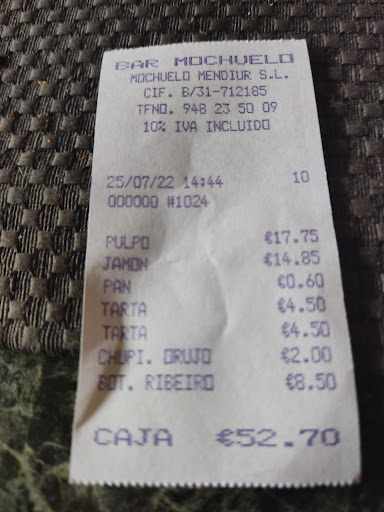 BAR MOCHUELO
MOCHUELO MENDIUR S.L.
CIF. B/31-712185
TFNO. 948 23 50 09
10% IVA INCLUIDO
25/07/22 14:44 10
000000 #1024
PULPO €17.75
JAMON €14.85
PAN €0.60
TARTA €4.50
TARTA €4.50
CHUPI. ORUJO €2.00
BOT. RIBEIRO €8.50
CAJA €52.70